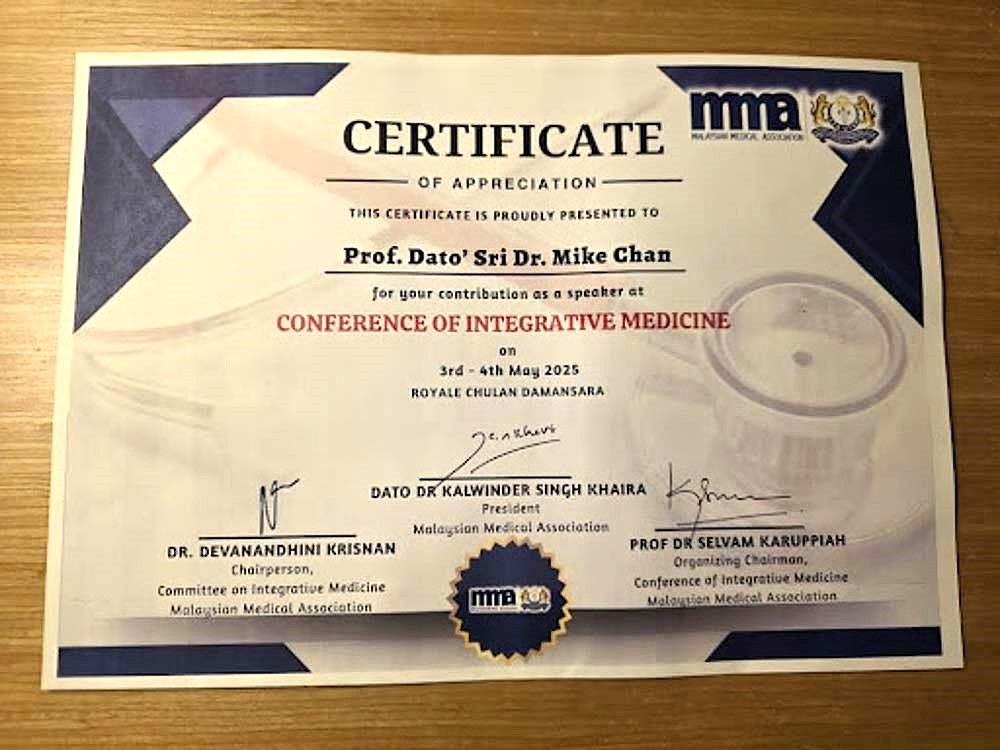 mma
MALAYSIAN MEDICAL ASSOCIATION
CERTIFICATE
OF APPRECIATION
THIS CERTIFICATE IS PROUDLY PRESENTED TO
Prof. Dato' Sri Dr. Mike Chan
for your contribution as a speaker at
CONFERENCE OF INTEGRATIVE MEDICINE
on
3rd - 4th May 2025
ROYALE CHULAN DAMANSARA
DATO DR KALWINDER SINGH KHAIRA
President
Malaysian Medical Association
DR. DEVANANDHINI KRISNAN
Chairperson,
Committee on Integrative Medicine
Malaysian Medical Association
PROF DR SELVAM KARUPPIAH
Organizing Chairman,
Conference of Integrative Medicine
Malaysian Medical Association
mma